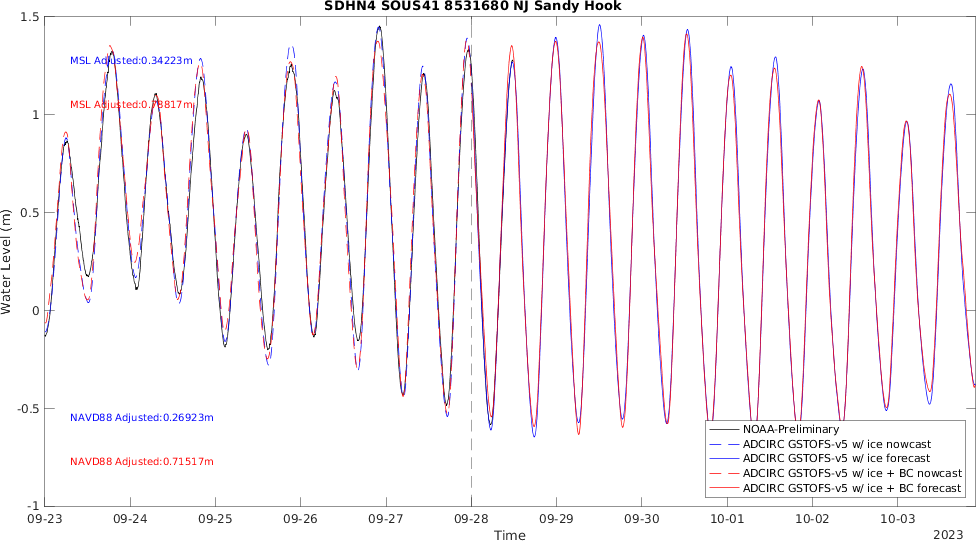 SDHN4 SOUS41 8531680 NJ Sandy Hook
1.5
1
0.5
0
-0.5
-1
Water Level (m)
MSL Adjusted:0.34223m
MSL Adjusted:0.78817m
NAVD88 Adjusted:0.26923m
NAVD88 Adjusted:0.71517m
NOAA-Preliminary
ADCIRC GSTOFS-v5 w/ ice nowcast
ADCIRC GSTOFS-v5 w/ ice forecast
ADCIRC GSTOFS-v5 w/ ice + BC nowcast
ADCIRC GSTOFS-v5 w/ ice + BC forecast
09-23 09-24 09-25 09-26 09-27 09-28 09-29 09-30 10-01 10-02 10-03
Time
2023